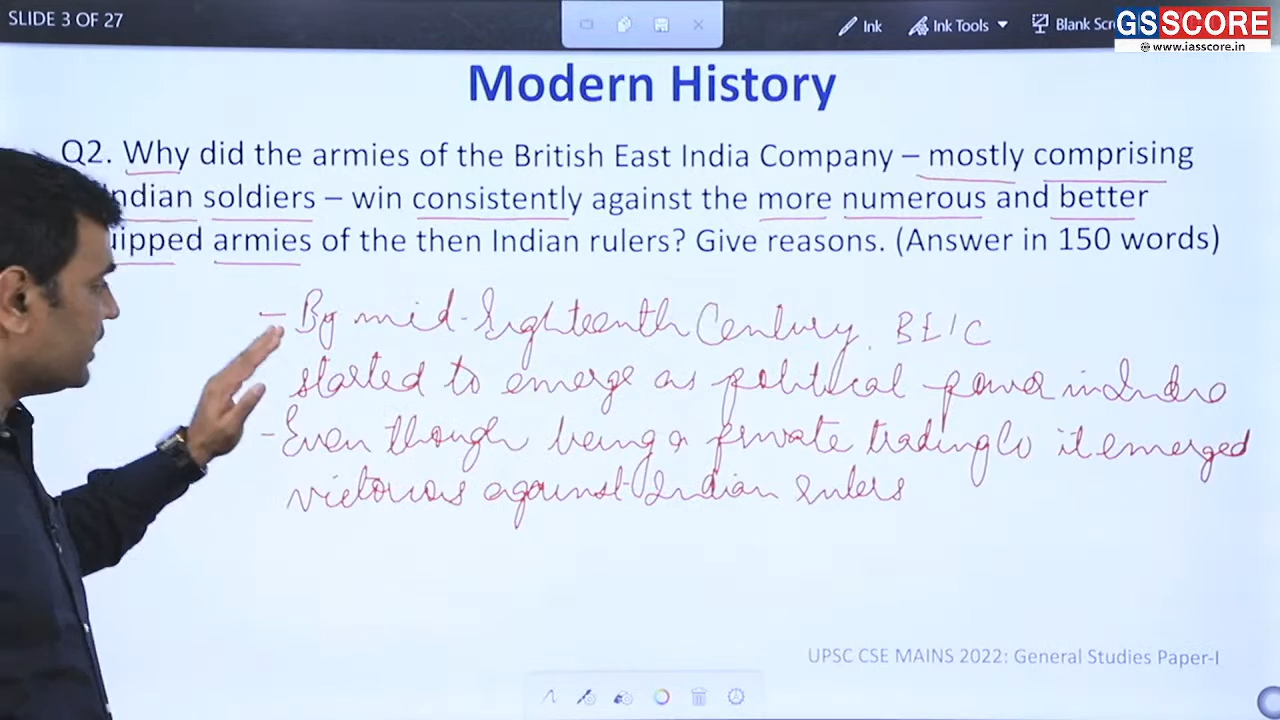 SLIDE 3 OF 27
Ink
Ink Tools
Blank Scr
GSSCORE
www.iasscore.in
Modern History
Q2. Why did the armies of the British East India Company – mostly comprising
Indian soldiers – win consistently against the more numerous and better
uipped armies of the then Indian rulers? Give reasons. (Answer in 150 words)
- By mid-Eighteenth Century, BEIC
started to emerge as political power in India
- Even though being a private trading Co it emerged
victorious against Indian rulers
UPSC CSE MAINS 2022: General Studies Paper-I